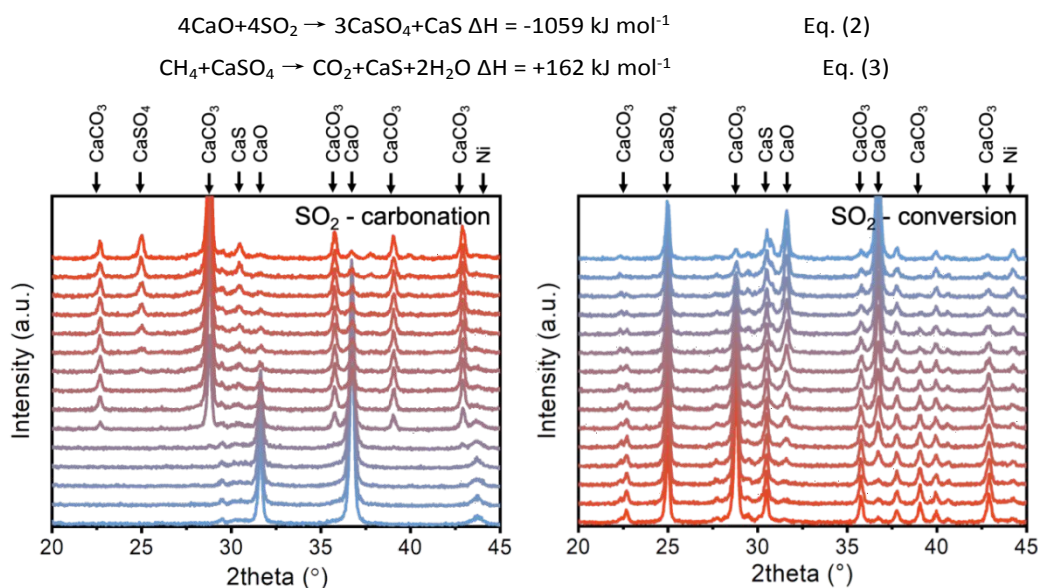 4CaO+4SO₂ → 3CaSO₄+CaS ΔH = -1059 kJ mol⁻¹ Eq. (2)
CH₄+CaSO₄ → CO₂+CaS+2H₂O ΔH = +162 kJ mol⁻¹ Eq. (3)
CaCO₃ CaSO₄ CaCO₃ CaS CaO CaCO₃ CaO CaCO₃ CaCO₃ Ni
SO₂ - carbonation
Intensity (a.u.)
20 25 30 35 40 45
2theta (○)
CaCO₃ CaSO₄ CaCO₃ CaS CaO CaCO₃ CaO CaCO₃ CaCO₃ Ni
SO₂ - conversion
Intensity (a.u.)
20 25 30 35 40 45
2theta (°)